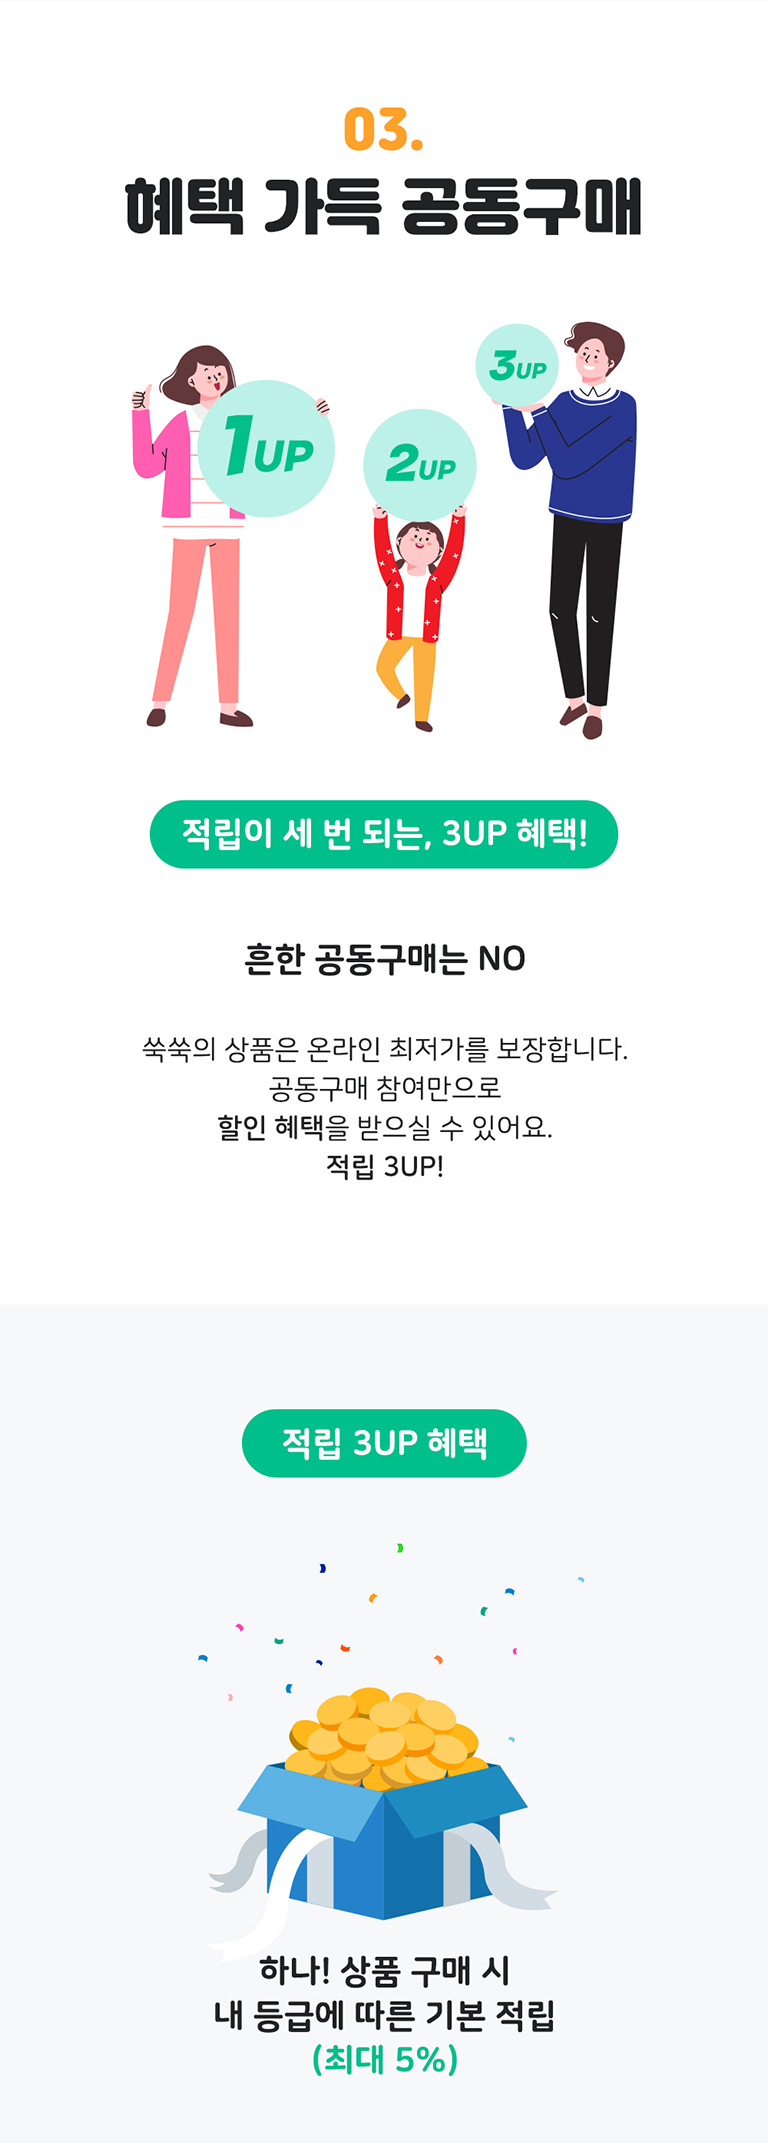 03.
혜택 가득 공동구매
3UP
1UP
2UP
적립이 세 번 되는, 3UP 혜택!
흔한 공동구매는 NO
쑥쑥의 상품은 온라인 최저가를 보장합니다.
공동구매 참여만으로
할인 혜택을 받으실 수 있어요.
적립 3UP!
적립 3UP 혜택
하나! 상품 구매 시
내 등급에 따른 기본 적립
(최대 5%)